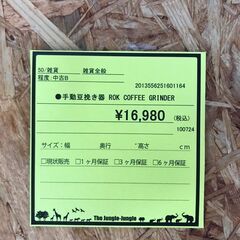 50/雑貨 雑貨全般
程度 中古B
2013556251601164
●手動豆挽き器 ROK COFFEE GRINDER
¥16,980 (税込)
100724
サイズ：幅 奥行 高さ cm
□現状販売 □1ヶ月保証 □3ヶ月保証 □6ヶ月保証
The Jungle-Jungle